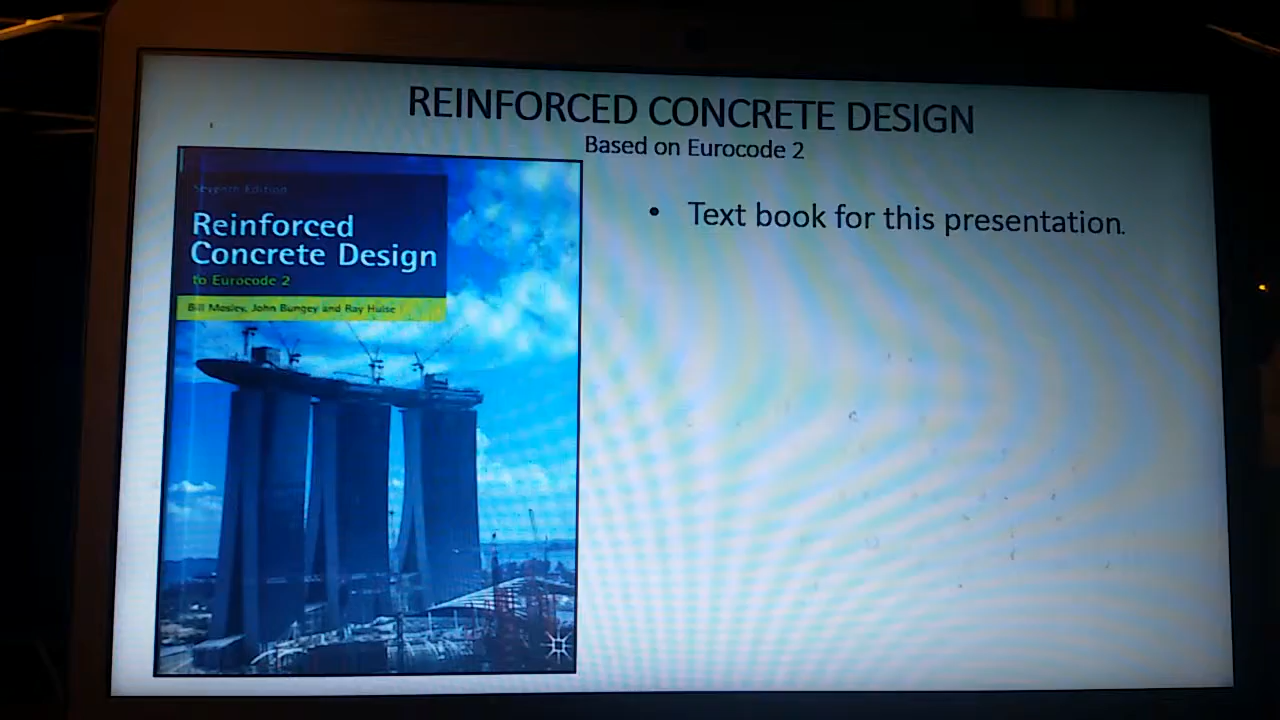 REINFORCED CONCRETE DESIGN
Based on Eurocode 2
Seventh Edition
Reinforced
Concrete Design
to Eurocode 2
Bill Mosley, John Bungey and Ray Hulse
• Text book for this presentation.